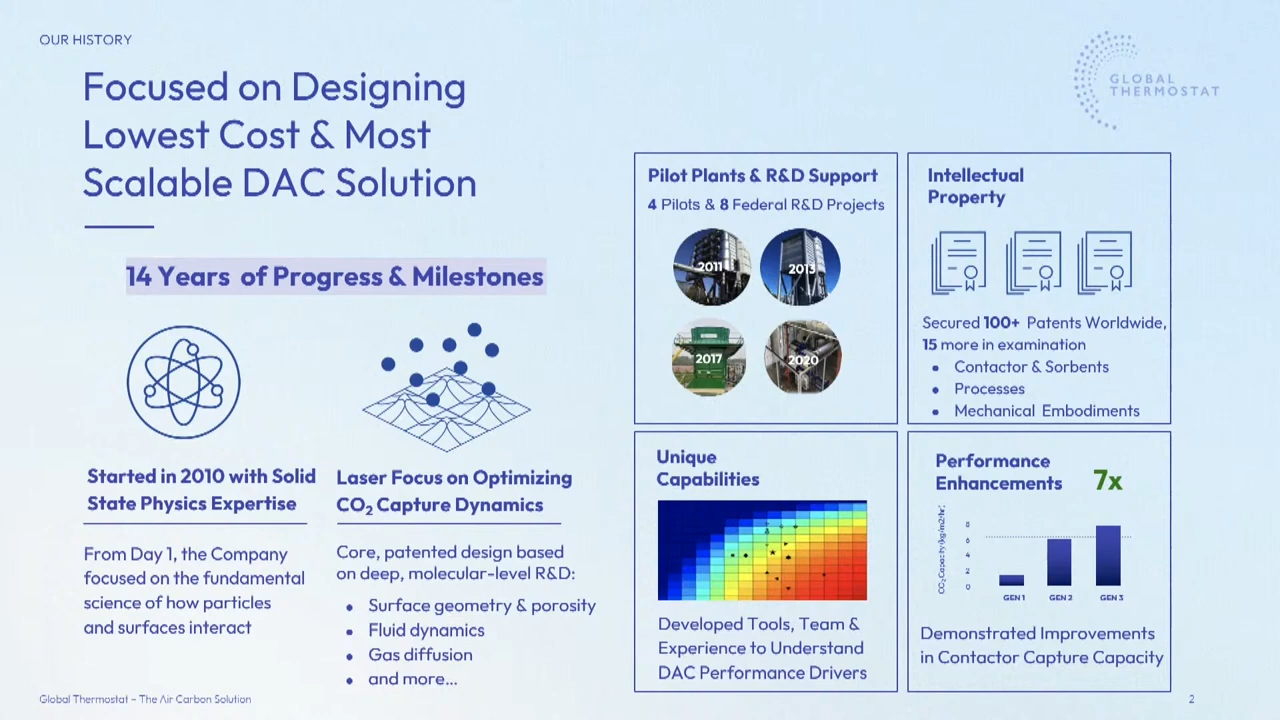 OUR HISTORY
GLOBAL
THERMOSTAT
Focused on Designing
Lowest Cost & Most
Scalable DAC Solution
14 Years of Progress & Milestones
Started in 2010 with Solid
State Physics Expertise
From Day 1, the Company
focused on the fundamental
science of how particles
and surfaces interact
Laser Focus on Optimizing
CO₂ Capture Dynamics
Core, patented design based
on deep, molecular-level R&D:
• Surface geometry & porosity
• Fluid dynamics
• Gas diffusion
• and more...
Pilot Plants & R&D Support
4 Pilots & 8 Federal R&D Projects
2011
2013
2017
2020
Intellectual
Property
Secured 100+ Patents Worldwide,
15 more in examination
• Contactor & Sorbents
• Processes
• Mechanical Embodiments
Unique
Capabilities
Developed Tools, Team &
Experience to Understand
DAC Performance Drivers
Performance
Enhancements
7x
CO₂ Capacity (kg/m2/hr)
8
6
4
2
0
GEN 1
GEN 2
GEN 3
Demonstrated Improvements
in Contactor Capture Capacity
Global Thermostat – The Air Carbon Solution
2